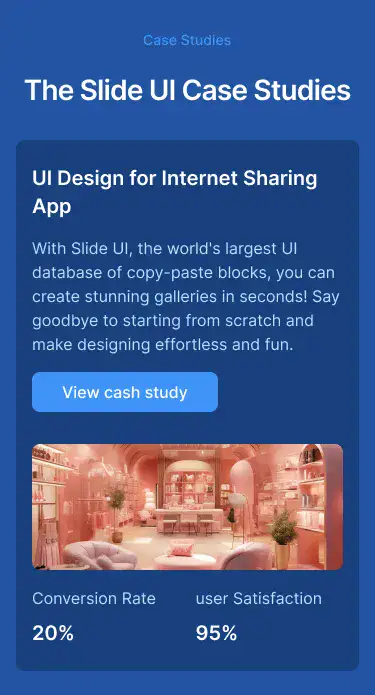 Case Studies
The Slide UI Case Studies
UI Design for Internet Sharing
App
With Slide UI, the world's largest UI
database of copy-paste blocks, you can
create stunning galleries in seconds! Say
goodbye to starting from scratch and
make designing effortless and fun.
View cash study
Conversion Rate
user Satisfaction
20%
95%